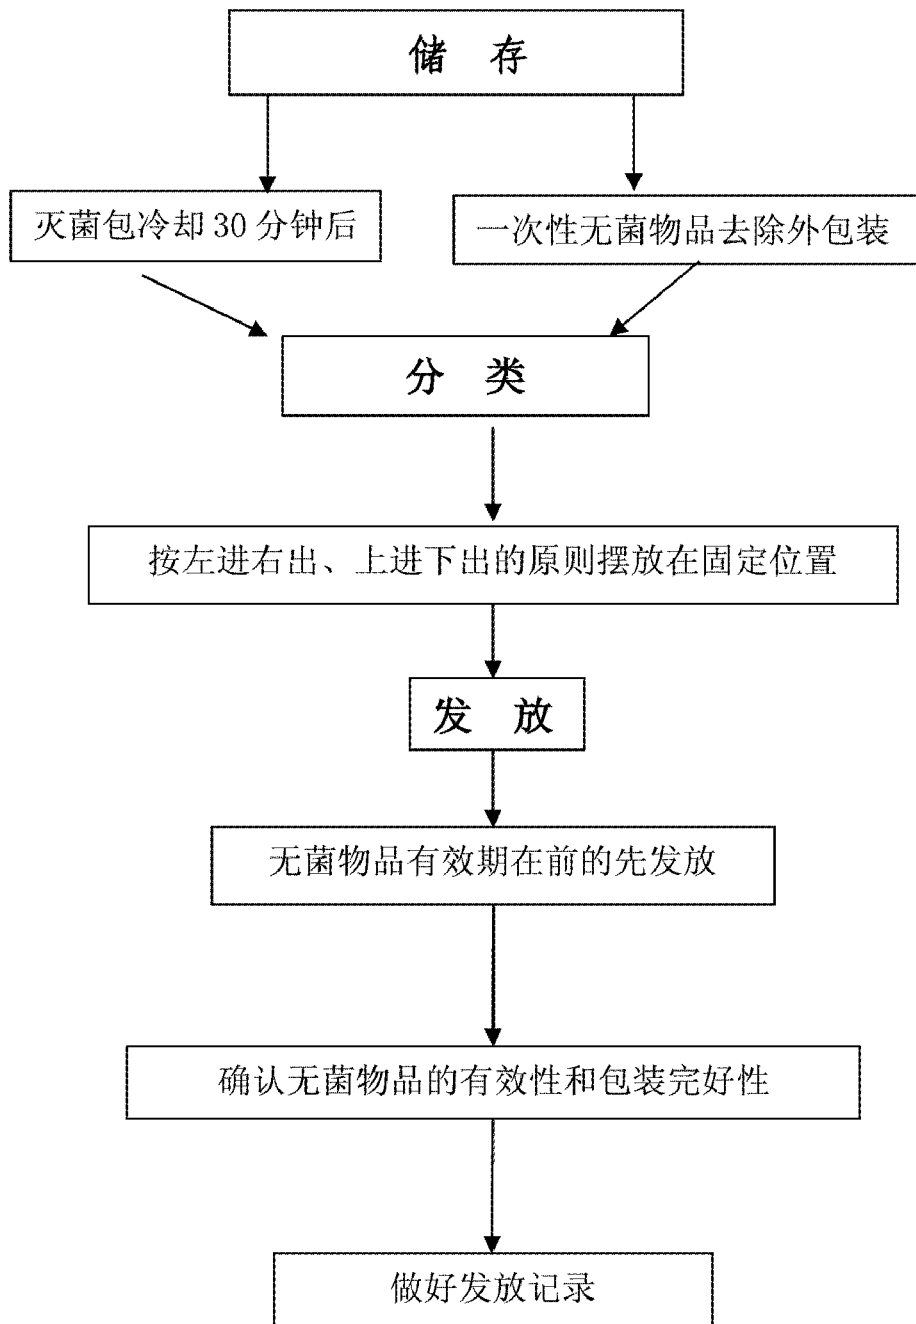 储 存
灭菌包冷却 30 分钟后
一次性无菌物品去除外包装
分 类
按左进右出、上进下出的原则摆放在固定位置
发 放
无菌物品有效期在前的先发放
确认无菌物品的有效性和包装完好性
做好发放记录